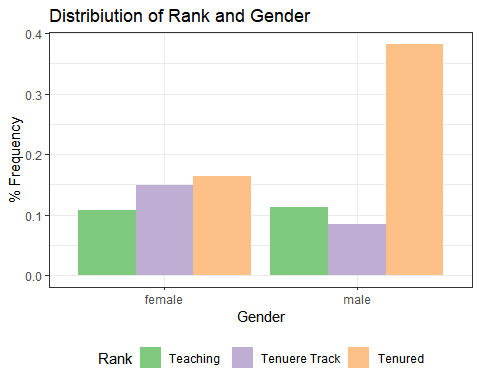 Distribiution of Rank and Gender
0.4
0.3
0.2
0.1
0.0
% Frequency
female male
Gender
Rank Teaching Tenuere Track Tenured